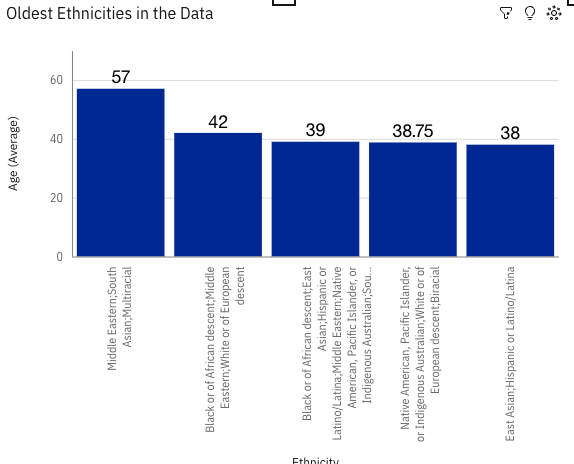 Oldest Ethnicities in the Data
Age (Average)
60
40
20
0
57
42
39
38.75
38
Middle Eastern;South
Asian;Multiracial
Black or of African descent;Middle
Eastern;White or of European
descent
Black or of African descent;East
Asian;Hispanic or
Latino/Latina;Middle Eastern;Native
American, Pacific Islander, or
Indigenous Australian;Sou...
Native American, Pacific Islander,
or Indigenous Australian;White or of
European descent;Biracial
East Asian;Hispanic or Latino/Latina
Ethnicity